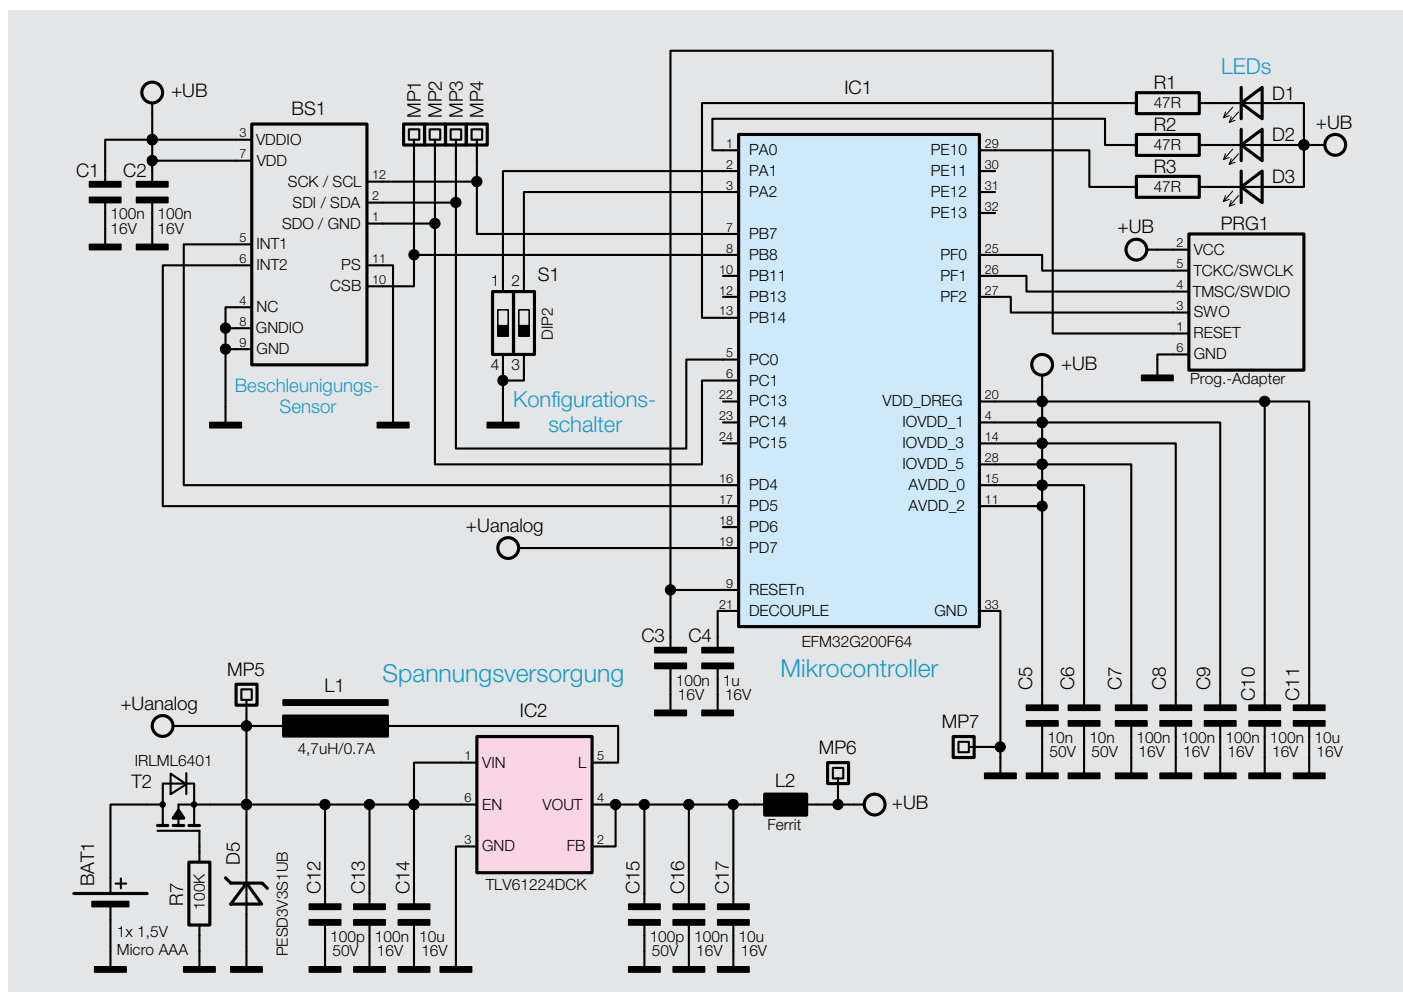 +UB
BS1
3 VDDIO
7 VDD
SCK / SCL 12
SDI / SDA 2
SDO / GND 1
5 INT1
6 INT2
PS 11
CSB 10
4 NC
8 GNDIO
9 GND
C1
100n
16V
C2
100n
16V
Beschleunigungs-
Sensor
MP1
MP2
MP3
MP4
1 2 S1
DIP2
4 3
Konfigurations-
schalter
IC1
1 PA0
2 PA1
3 PA2
7 PB7
8 PB8
10 PB11
12 PB13
13 PB14
5 PC0
6 PC1
22 PC13
23 PC14
24 PC15
16 PD4
17 PD5
18 PD6
19 PD7
9 RESETn
21 DECOUPLE
PE10 29
PE11 30
PE12 31
PE13 32
PF0 25
PF1 26
PF2 27
VDD_DREG 20
IOVDD_1 4
IOVDD_3 14
IOVDD_5 28
AVDD_0 15
AVDD_2 11
GND 33
EFM32G200F64
Mikrocontroller
+Uanalog
C3
100n
16V
C4
1u
16V
LEDs
R1
47R
D1
R2
47R
D2
R3
47R
D3
+UB
+UB
PRG1
2 VCC
5 TCKC/SWCLK
4 TMSC/SWDIO
3 SWO
1 RESET
6 GND
Prog.-Adapter
+UB
C5
10n
50V
C6
10n
50V
C7
100n
16V
C8
100n
16V
C9
100n
16V
C10
100n
16V
C11
10u
16V
MP7
Spannungsversorgung
MP5
+Uanalog
L1
4,7uH/0.7A
IRLML6401
T2
BAT1
+
1x 1,5V
Micro AAA
R7
100K
D5
PESD3V3S1UB
C12
100p
50V
C13
100n
16V
C14
10u
16V
IC2
1 VIN
6 EN
3 GND
L 5
VOUT 4
FB 2
TLV61224DCK
C15
100p
50V
C16
100n
16V
C17
10u
16V
L2
Ferrit
MP6
+UB